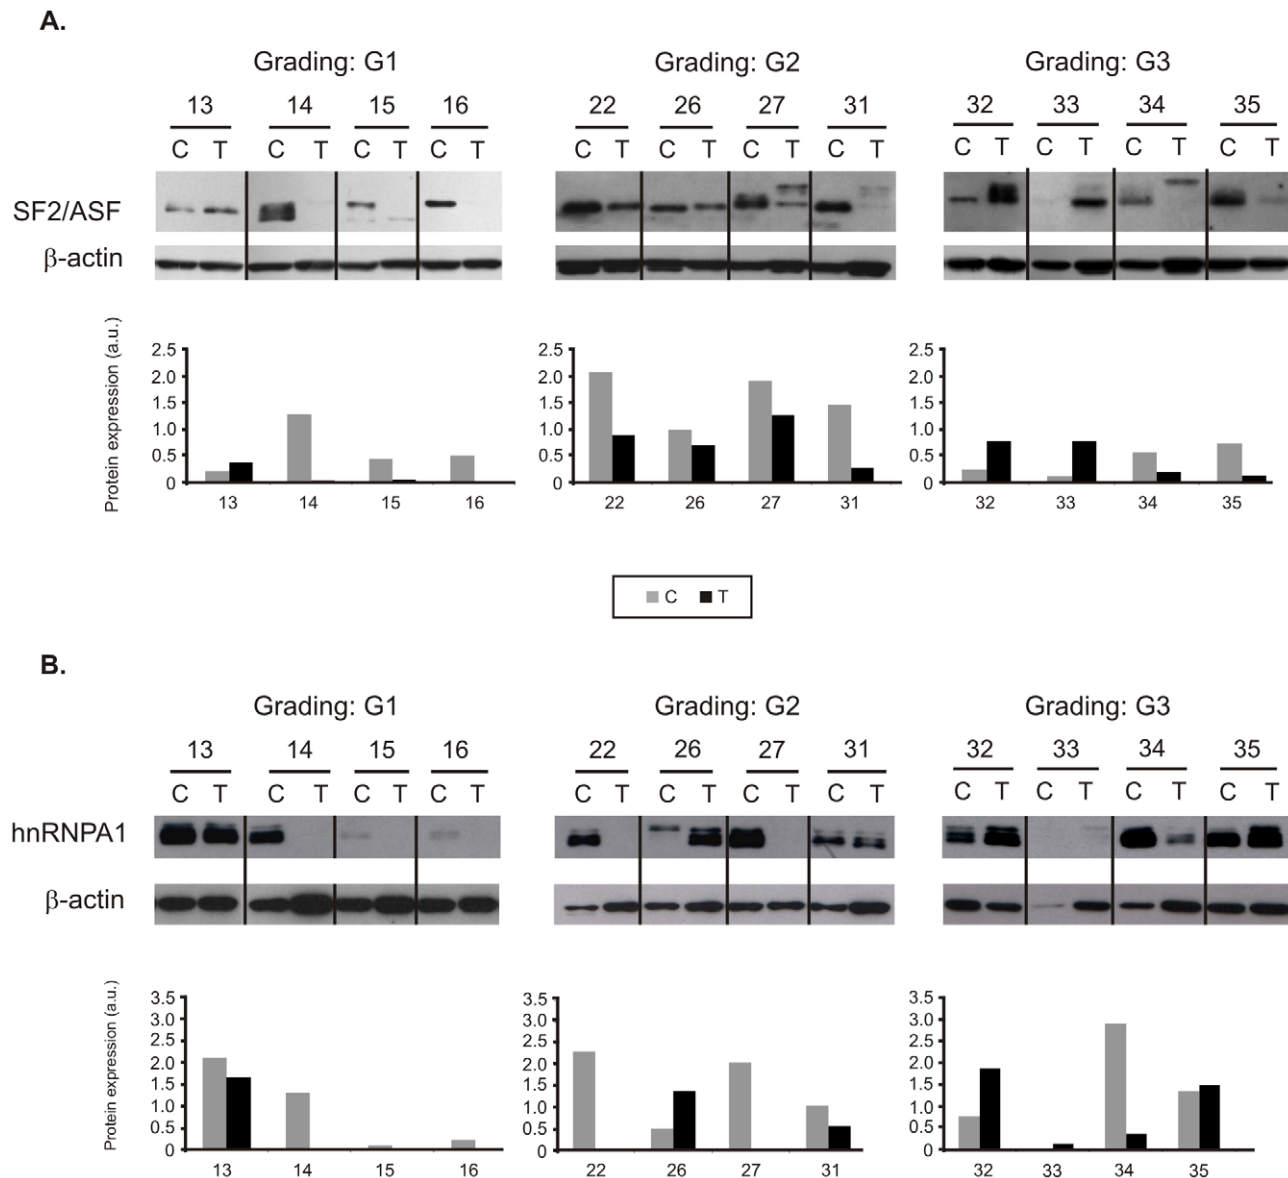 A.
Grading: G1 Grading: G2 Grading: G3
13 14 15 16 22 26 27 31 32 33 34 35
C T C T C T C T C T C T C T C T C T C T C T C T
SF2/ASF
β-actin
Protein expression (a.u.)
2.5 2.5 2.5
2.0 2.0 2.0
1.5 1.5 1.5
1.0 1.0 1.0
0.5 0.5 0.5
0 0 0
13 14 15 16 22 26 27 31 32 33 34 35
C T
B.
Grading: G1 Grading: G2 Grading: G3
13 14 15 16 22 26 27 31 32 33 34 35
C T C T C T C T C T C T C T C T C T C T C T C T
hnRNPA1
β-actin
Protein expression (a.u.)
3.5 3.5 3.5
3.0 3.0 3.0
2.5 2.5 2.5
2.0 2.0 2.0
1.5 1.5 1.5
1.0 1.0 1.0
0.5 0.5 0.5
0 0 0
13 14 15 16 22 26 27 31 32 33 34 35